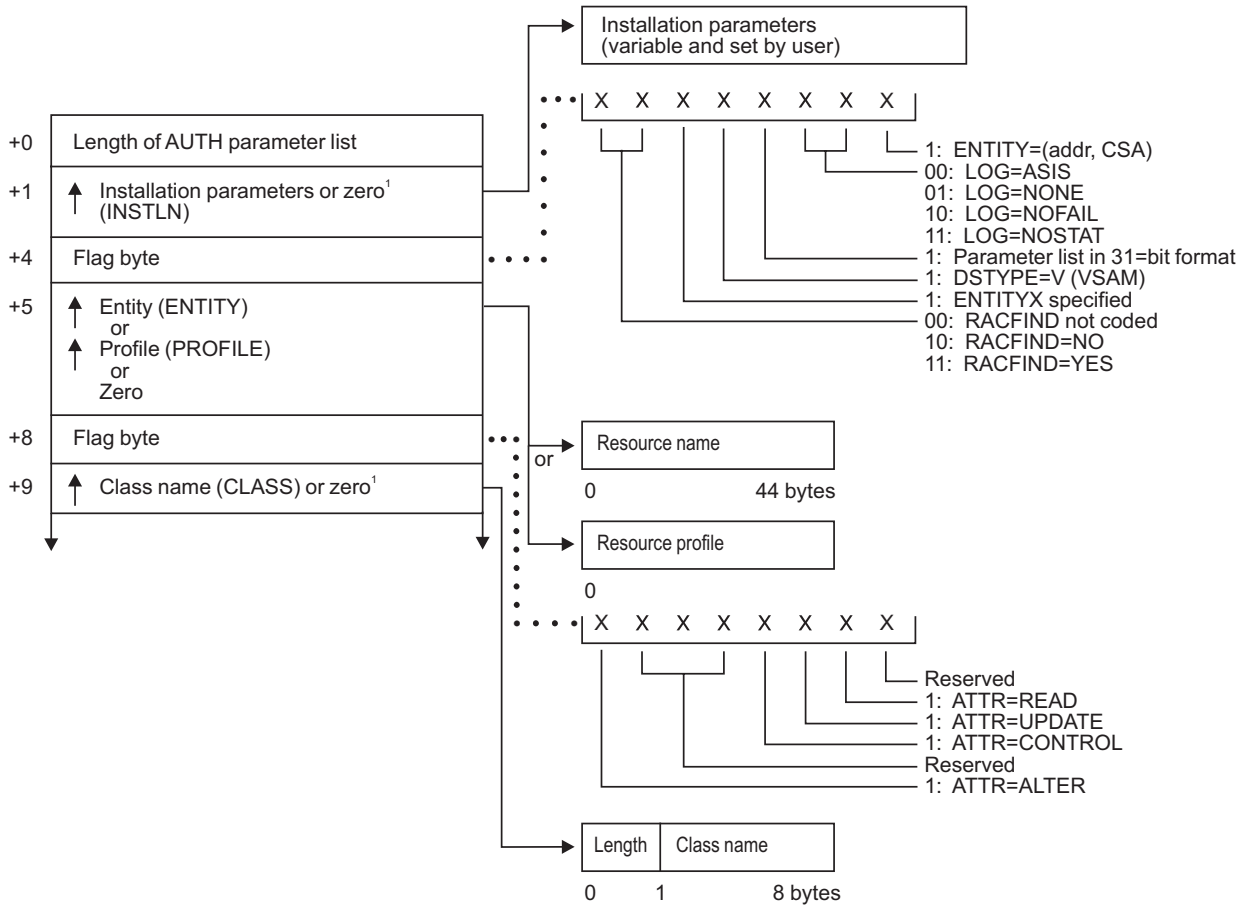 Installation parameters
(variable and set by user)
X X X X X X X X
+0 Length of AUTH parameter list
+1 Installation parameters or zero¹
(INSTLN)
+4 Flag byte
+5 Entity (ENTITY)
or
Profile (PROFILE)
or
Zero
+8 Flag byte
+9 Class name (CLASS) or zero¹
1: ENTITY=(addr, CSA)
00: LOG=ASIS
01: LOG=NONE
10: LOG=NOFAIL
11: LOG=NOSTAT
1: Parameter list in 31=bit format
1: DSTYPE=V (VSAM)
1: ENTITYX specified
00: RACFIND not coded
10: RACFIND=NO
11: RACFIND=YES
or
Resource name
0 44 bytes
Resource profile
0
X X X X X X X X
Reserved
1: ATTR=READ
1: ATTR=UPDATE
1: ATTR=CONTROL
Reserved
1: ATTR=ALTER
Length Class name
0 1 8 bytes